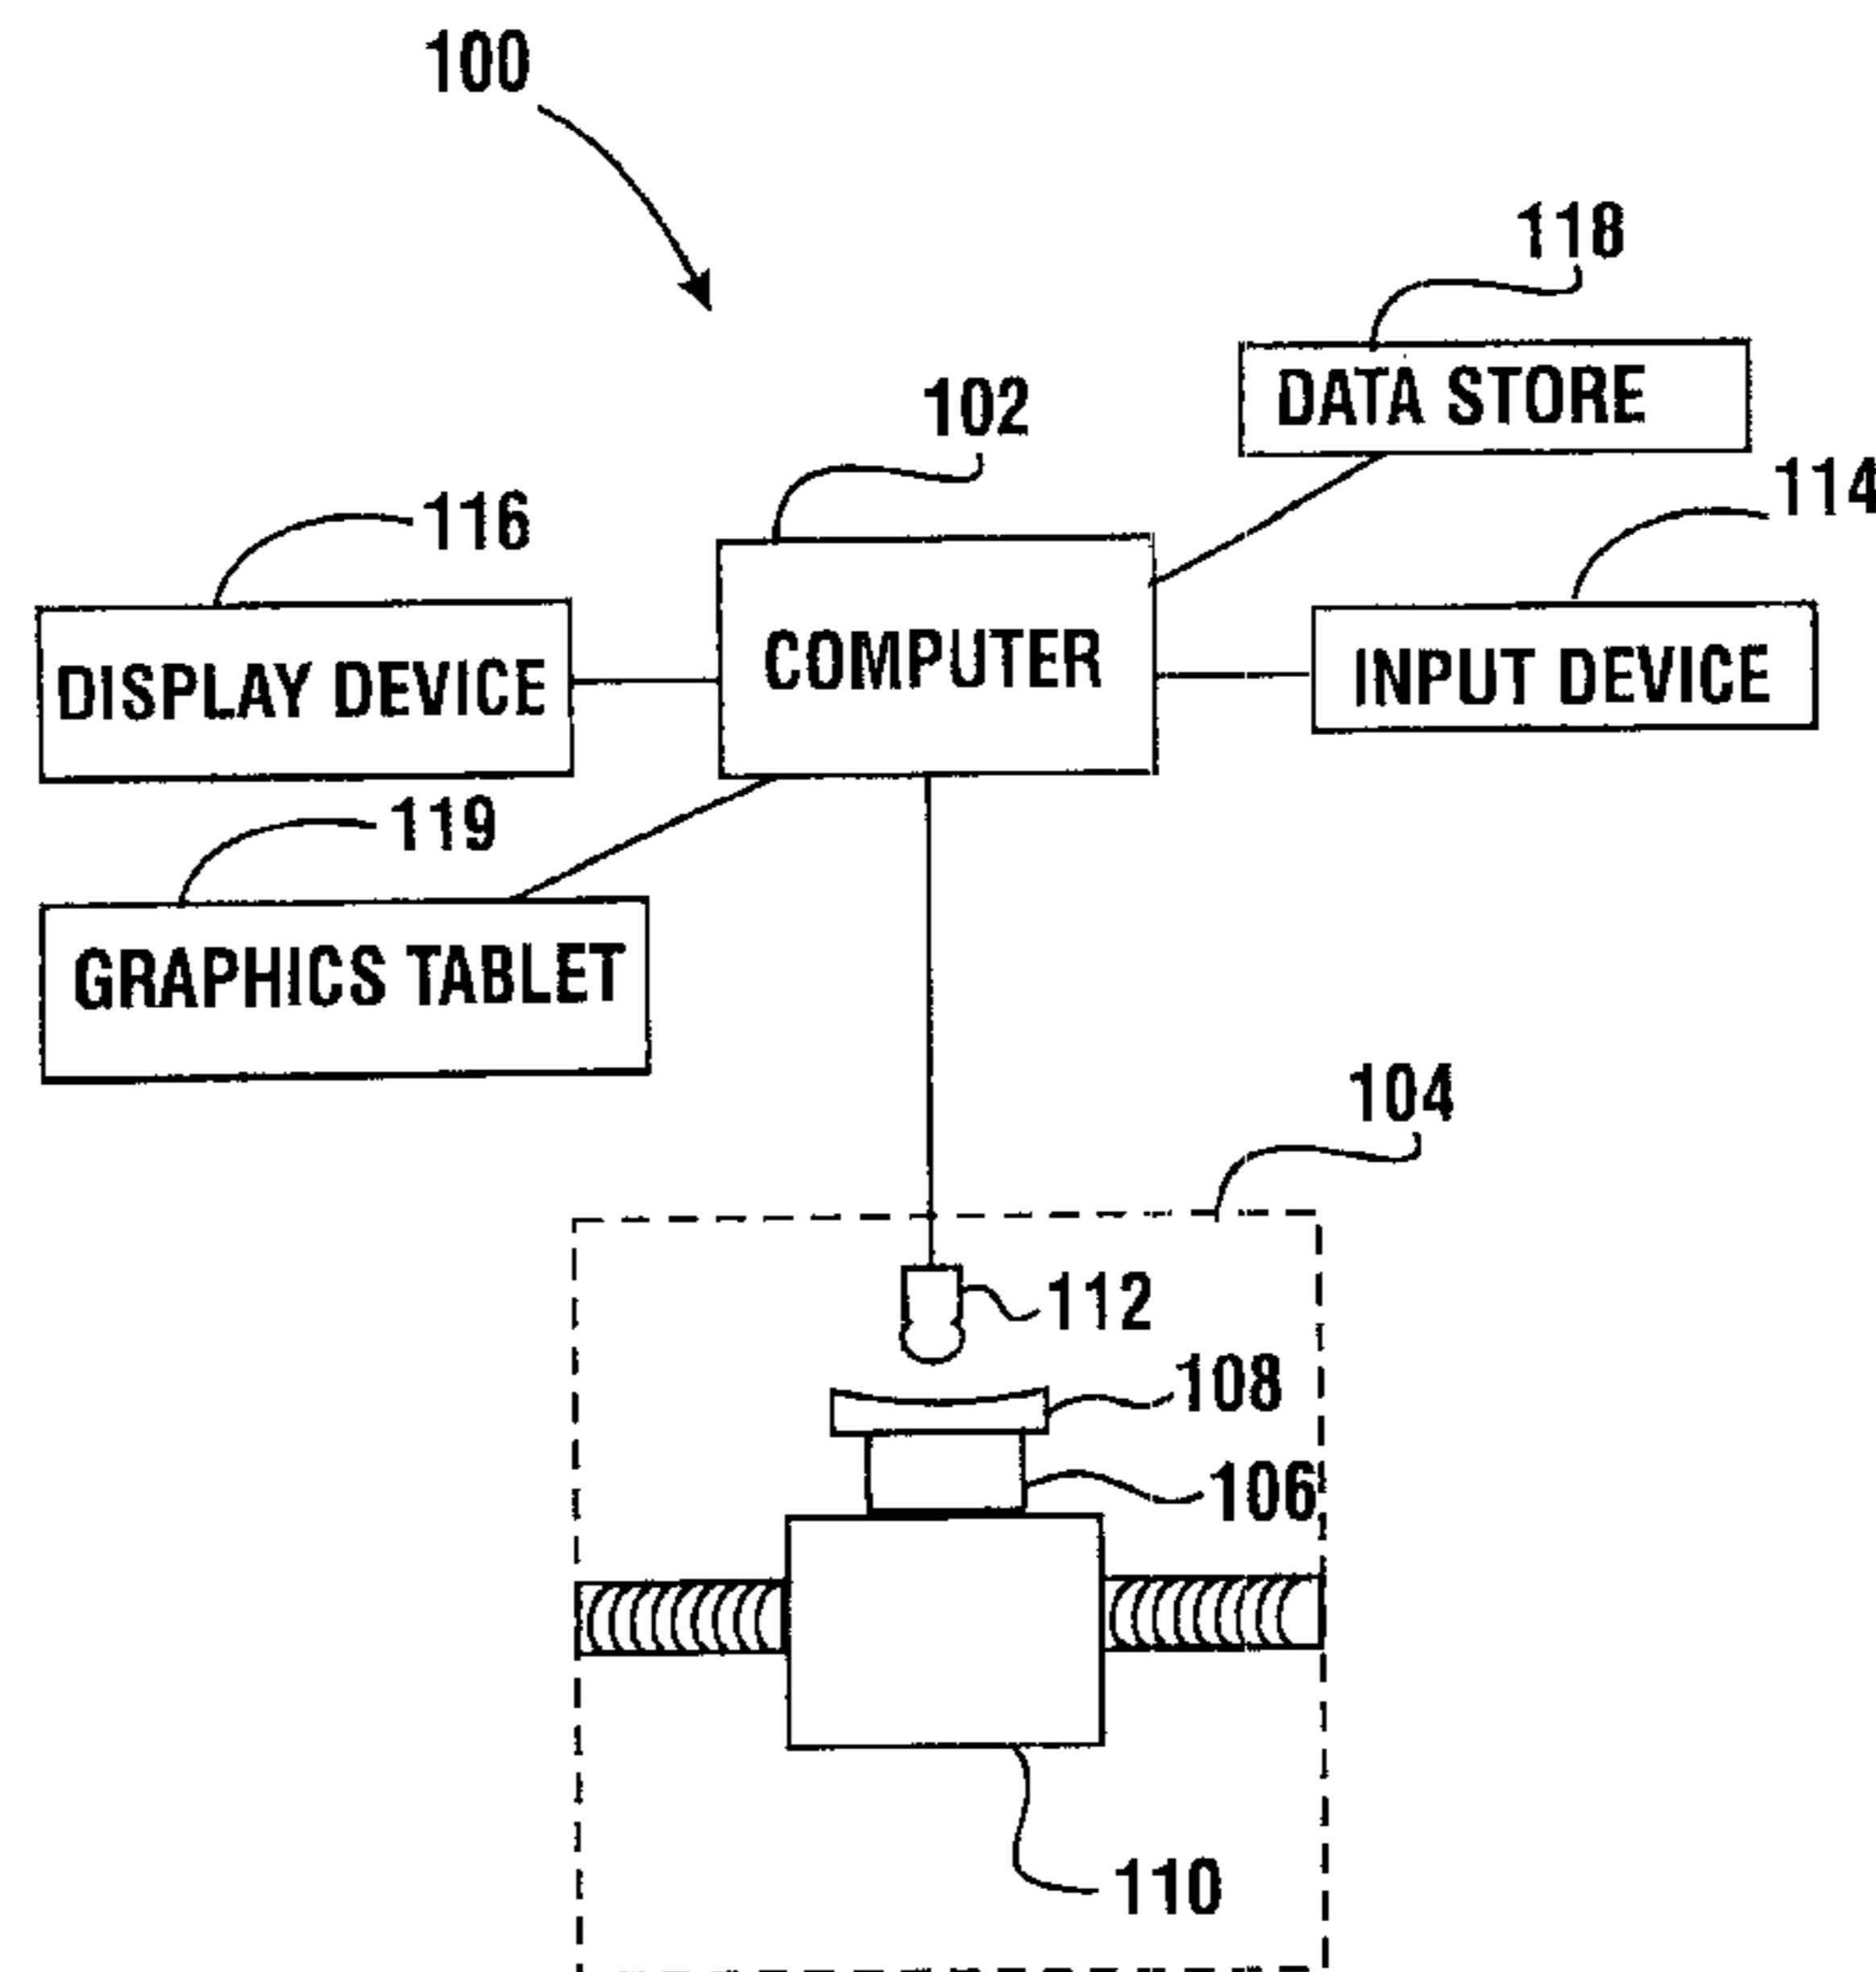 100
118
DATA STORE
102
114
116
COMPUTER
INPUT DEVICE
DISPLAY DEVICE
119
GRAPHICS TABLET
104
112
108
106
110